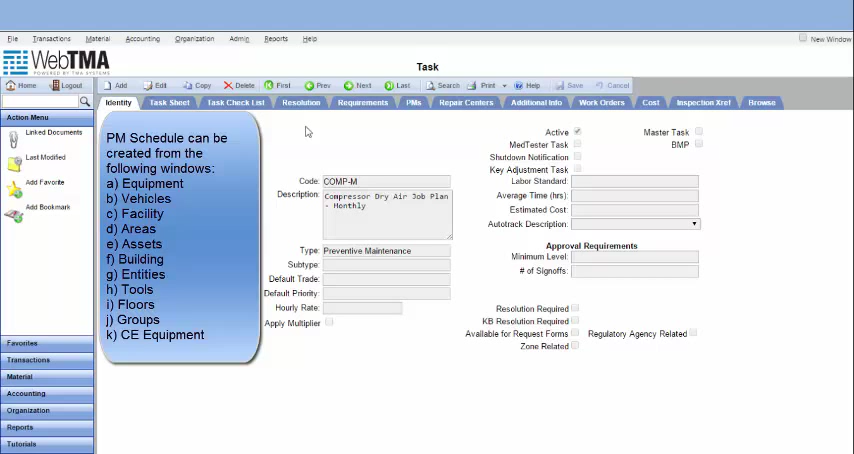 File Transactions Material Accounting Organization Admin Reports Help New Window
WebTMA
POWERED BY TMA SYSTEMS
Task
Home Logout Add Edit Copy Delete First Prev Next Last Search Print Help Save Cancel
Identity Task Sheet Task Check List Resolution Requirements PMs Repair Centers Additional Info Work Orders Cost Inspection Xref Browse
Action Menu
Linked Documents
Last Modified
Add Favorite
Add Bookmark
Favorites
Transactions
Material
Accounting
Organization
Reports
Tutorials
PM Schedule can be
created from the
following windows:
a) Equipment
b) Vehicles
c) Facility
d) Areas
e) Assets
f) Building
g) Entities
h) Tools
i) Floors
j) Groups
k) CE Equipment
Code: COMP-M
Description: Compressor Dry Air Job Plan
- Monthly
Type: Preventive Maintenance
Subtype:
Default Trade:
Default Priority:
Hourly Rate:
Apply Multiplier
Active Master Task
MedTester Task BMP
Shutdown Notification
Key Adjustment Task
Labor Standard:
Average Time (hrs):
Estimated Cost:
Autotrack Description:
Approval Requirements
Minimum Level:
# of Signoffs:
Resolution Required
KB Resolution Required
Available for Request Forms Regulatory Agency Related
Zone Related